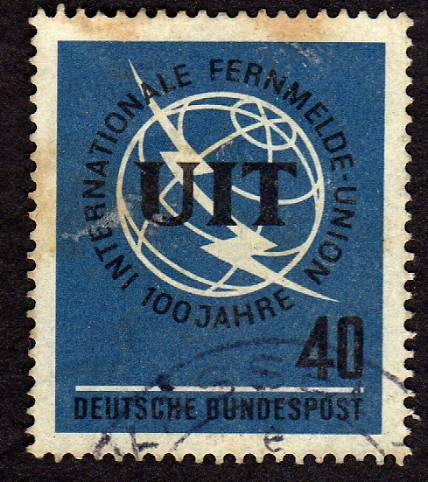 INTERNATIONALE FERNMELDE-UNION
UIT
100 JAHRE
40
DEUTSCHE BUNDESPOST